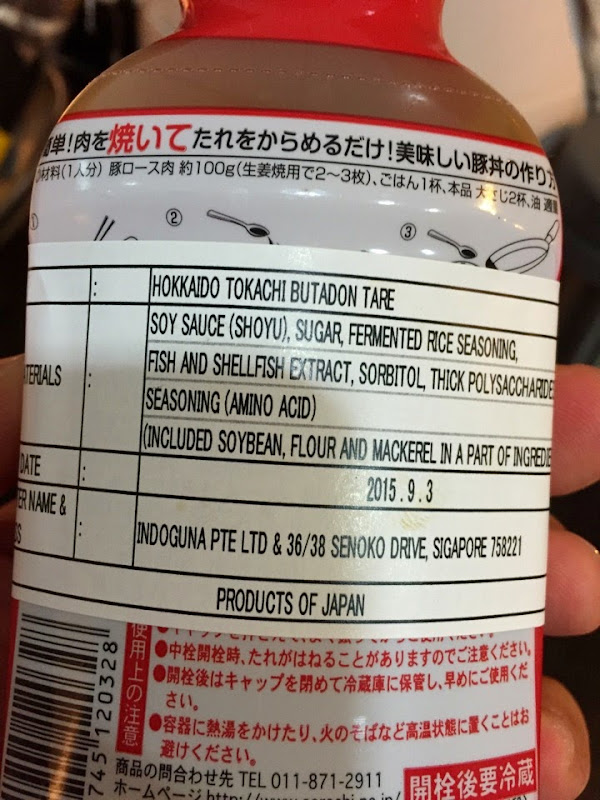 簡単!肉を焼いてたれをからめるだけ!美味しい豚丼の作り方
材料(1人分) 豚ロース肉 約100g(生姜焼用で2~3枚)、ごはん1杯、本品 大さじ2杯、油 適量
① ② ③
: HOKKAIDO TOKACHI BUTADON TARE
SOY SAUCE (SHOYU), SUGAR, FERMENTED RICE SEASONING,
ATERIALS : FISH AND SHELLFISH EXTRACT, SORBITOL, THICK POLYSACCHARIDE
SEASONING (AMINO ACID)
(INCLUDED SOYBEAN, FLOUR AND MACKEREL IN A PART OF INGREDIE
DATE : 2015.9.3
ER NAME &
SS : INDOGUNA PTE LTD & 36/38 SENOKO DRIVE, SIGAPORE 758221
PRODUCTS OF JAPAN
使用上の注意
●中栓開栓時、たれがはねることがありますのでご注意ください。
●開栓後はキャップを閉めて冷蔵庫に保管し、早めにご使用くだ
さい。
●容器に熱湯をかけたり、火のそばなど高温状態に置くことはお
避けください。
745 120328
商品の問合わせ先 TEL 011-871-2911
ホームページ
開栓後要冷蔵